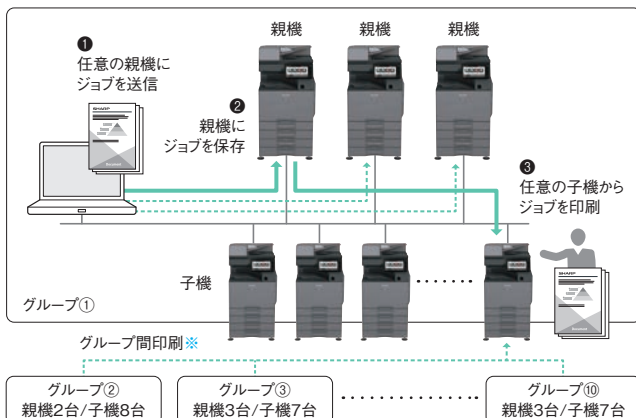 親機
親機
親機
❶
任意の親機に
ジョブを送信
❷
親機に
ジョブを保存
SHARP
❸
任意の子機から
ジョブを印刷
子機
SHARP
グループ①
グループ間印刷※
グループ②
親機2台/子機8台
グループ③
親機3台/子機7台
グループ⑩
親機3台/子機7台